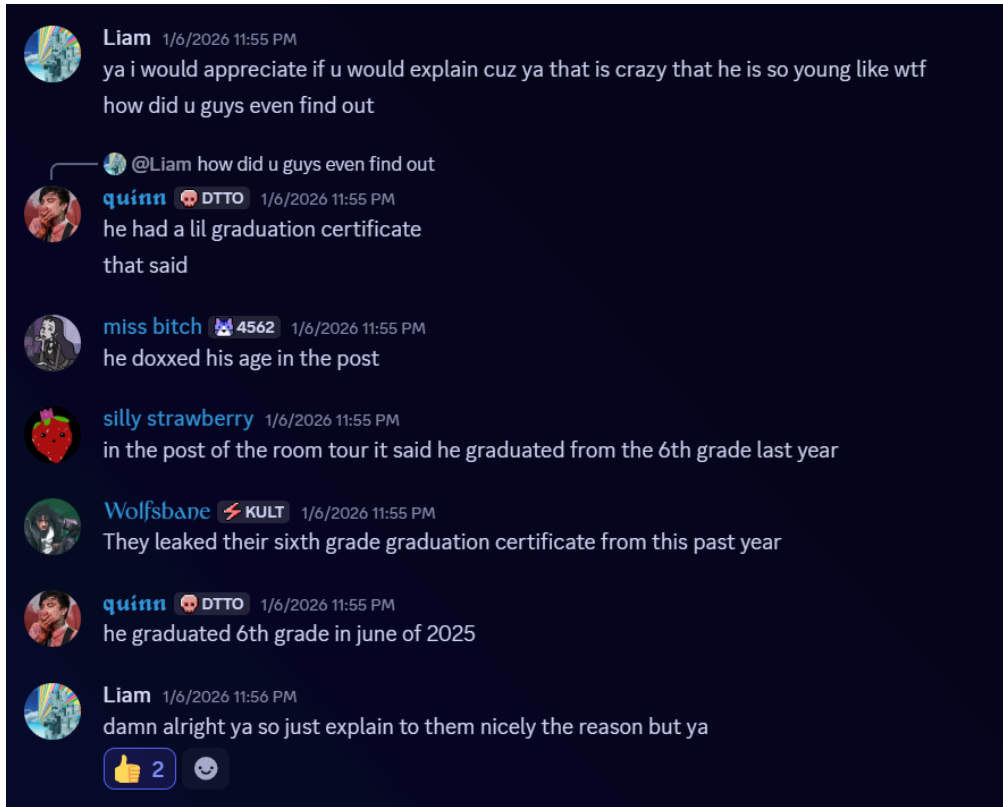 Liam 1/6/2026 11:55 PM
ya i would appreciate if u would explain cuz ya that is crazy that he is so young like wtf
how did u guys even find out
@Liam how did u guys even find out
quinn DTTO 1/6/2026 11:55 PM
he had a lil graduation certificate
that said
miss bitch 4562 1/6/2026 11:55 PM
he doxxed his age in the post
silly strawberry 1/6/2026 11:55 PM
in the post of the room tour it said he graduated from the 6th grade last year
Wolfsbane KULT 1/6/2026 11:55 PM
They leaked their sixth grade graduation certificate from this past year
quinn DTTO 1/6/2026 11:55 PM
he graduated 6th grade in june of 2025
Liam 1/6/2026 11:56 PM
damn alright ya so just explain to them nicely the reason but ya
👍 2